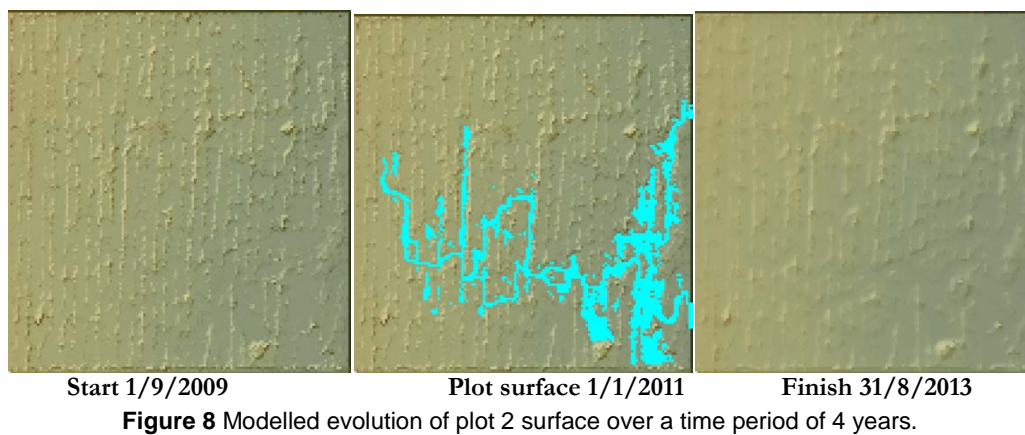 Start 1/9/2009 Plot surface 1/1/2011 Finish 31/8/2013
Figure 8 Modelled evolution of plot 2 surface over a time period of 4 years.